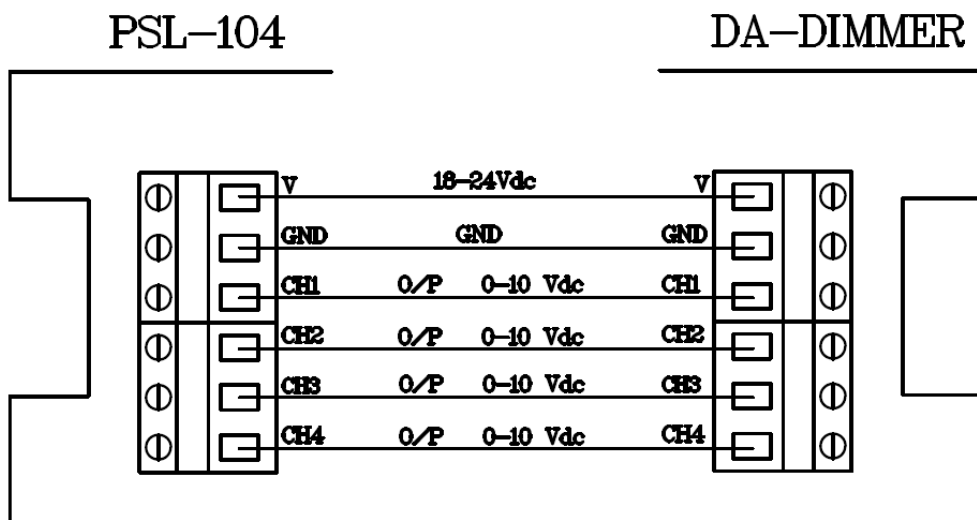 PSL-104 DA-DIMMER
V 18-24Vdc V
GND GND GND
CH1 O/P 0-10 Vdc CH1
CH2 O/P 0-10 Vdc CH2
CH3 O/P 0-10 Vdc CH3
CH4 O/P 0-10 Vdc CH4